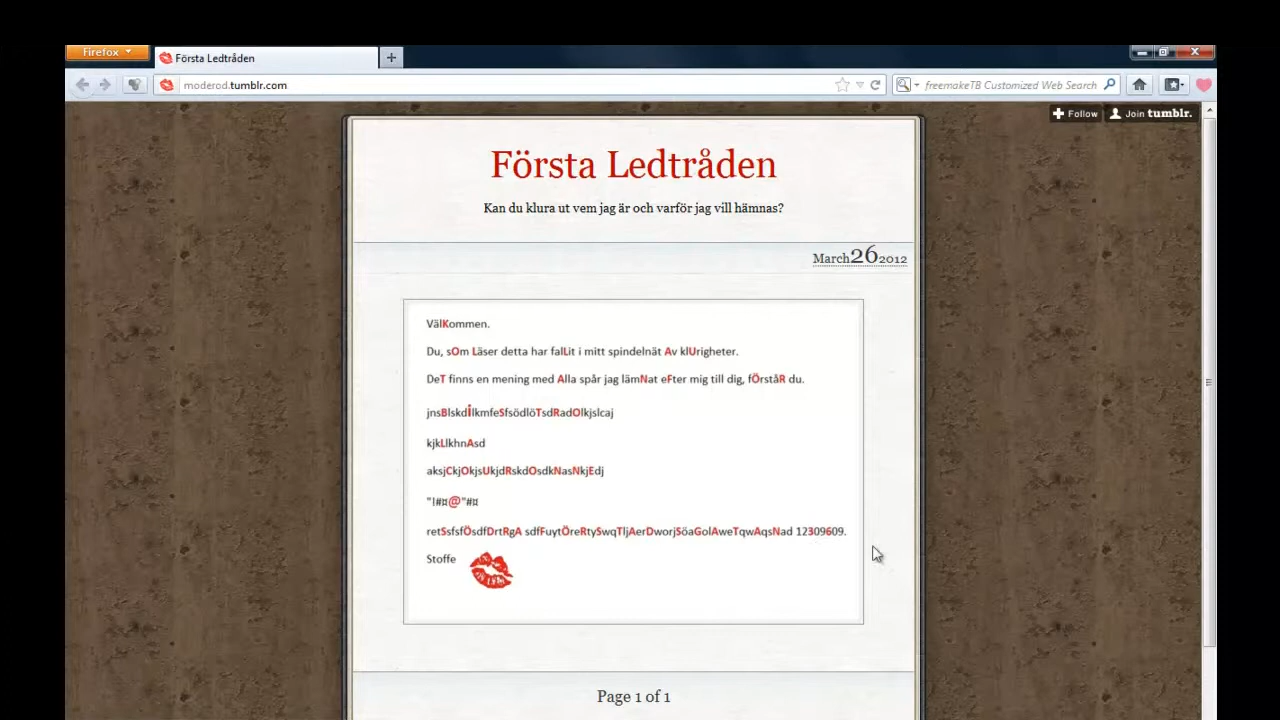 Firefox
Första Ledtråden
moderod.tumblr.com
freemakeTB Customized Web Search
Follow
Join tumblr.
Första Ledtråden
Kan du klura ut vem jag är och varför jag vill hämnas?
March 26 2012
VälKommen.
Du, sOm Läser detta har falLit i mitt spindelnät Av klUrigheter.
DeT finns en mening med Alla spår jag lämNat eFter mig till dig, fÖrståR du.
jnsBlskdilkmfeSfsödlöTsdRadOlkjslcaj
kjkLlkhnAsd
aksjCkjOkjsUkjdRskdOsdkNasNkjEdj
"!#¤@"#¤
retSsfsfÖsdfDrtRgA sdfFuytÖreRtySwqTljAerDworjSöaGolAweTqwAqsNad 12309609.
Stoffe
Page 1 of 1